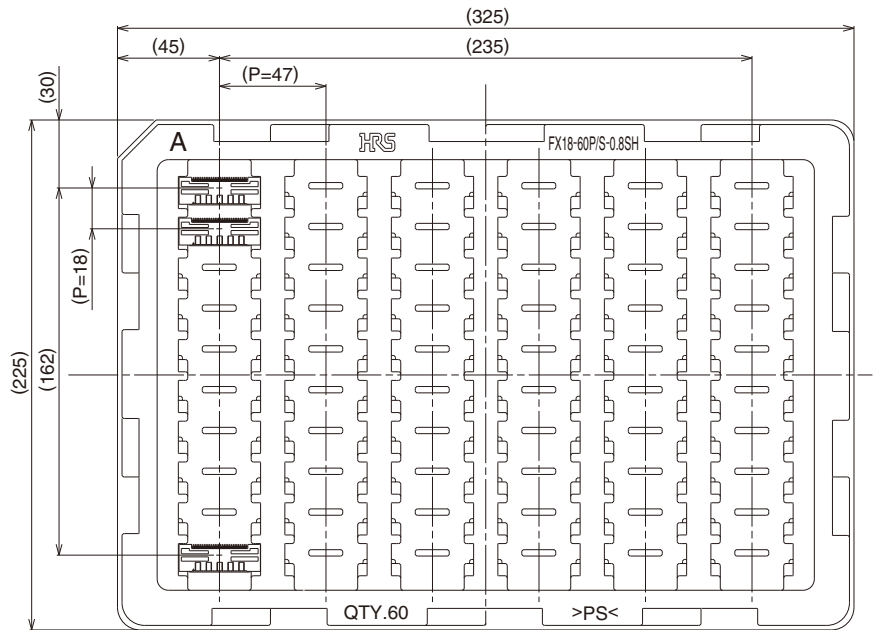 (325)
(45)
(235)
(P=47)
(30)
A
HRS
FX18-60P/S-0.8SH
(P=18)
(162)
(225)
QTY.60
>PS<